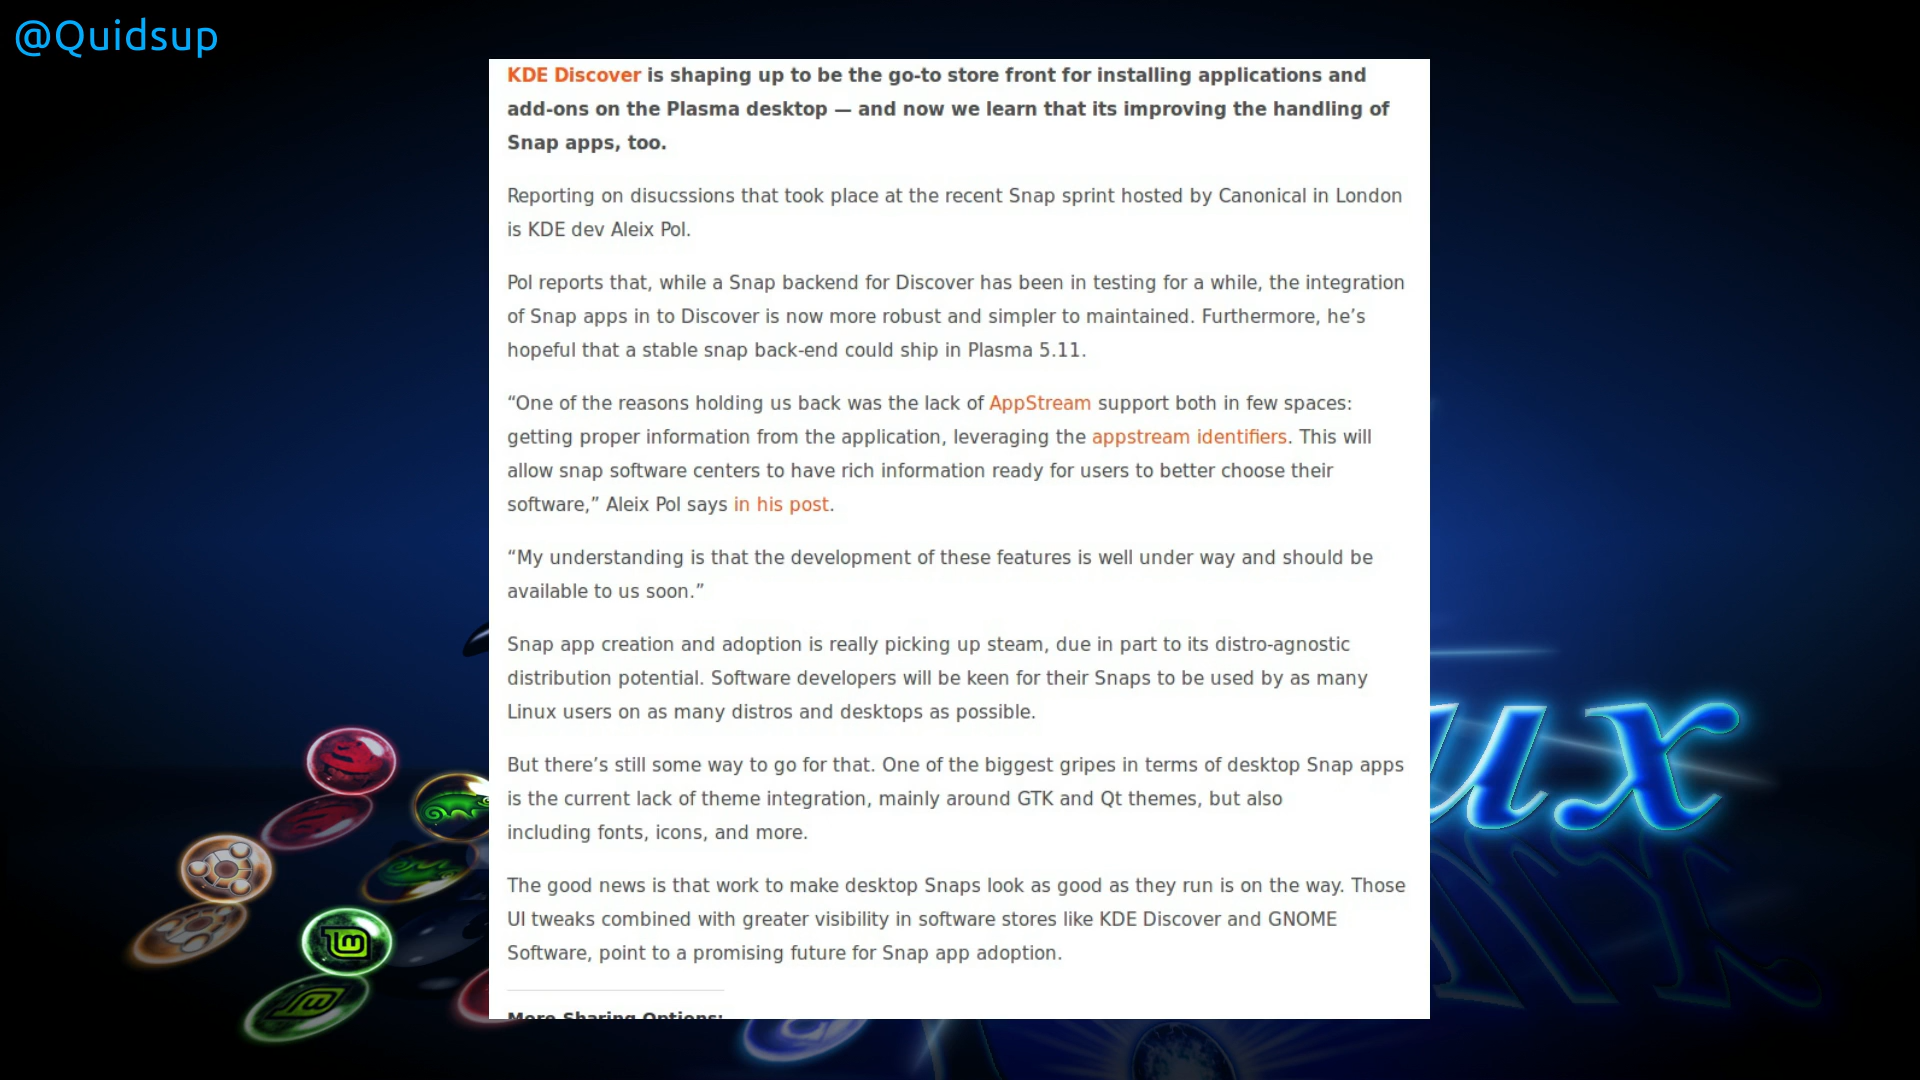 @Quidsup
KDE Discover is shaping up to be the go-to store front for installing applications and
add-ons on the Plasma desktop — and now we learn that its improving the handling of
Snap apps, too.
Reporting on disucssions that took place at the recent Snap sprint hosted by Canonical in London
is KDE dev Aleix Pol.
Pol reports that, while a Snap backend for Discover has been in testing for a while, the integration
of Snap apps in to Discover is now more robust and simpler to maintained. Furthermore, he’s
hopeful that a stable snap back-end could ship in Plasma 5.11.
“One of the reasons holding us back was the lack of AppStream support both in few spaces:
getting proper information from the application, leveraging the appstream identifiers. This will
allow snap software centers to have rich information ready for users to better choose their
software,” Aleix Pol says in his post.
“My understanding is that the development of these features is well under way and should be
available to us soon.”
Snap app creation and adoption is really picking up steam, due in part to its distro-agnostic
distribution potential. Software developers will be keen for their Snaps to be used by as many
Linux users on as many distros and desktops as possible.
But there’s still some way to go for that. One of the biggest gripes in terms of desktop Snap apps
is the current lack of theme integration, mainly around GTK and Qt themes, but also
including fonts, icons, and more.
The good news is that work to make desktop Snaps look as good as they run is on the way. Those
UI tweaks combined with greater visibility in software stores like KDE Discover and GNOME
Software, point to a promising future for Snap app adoption.
More Sharing Options:
ux